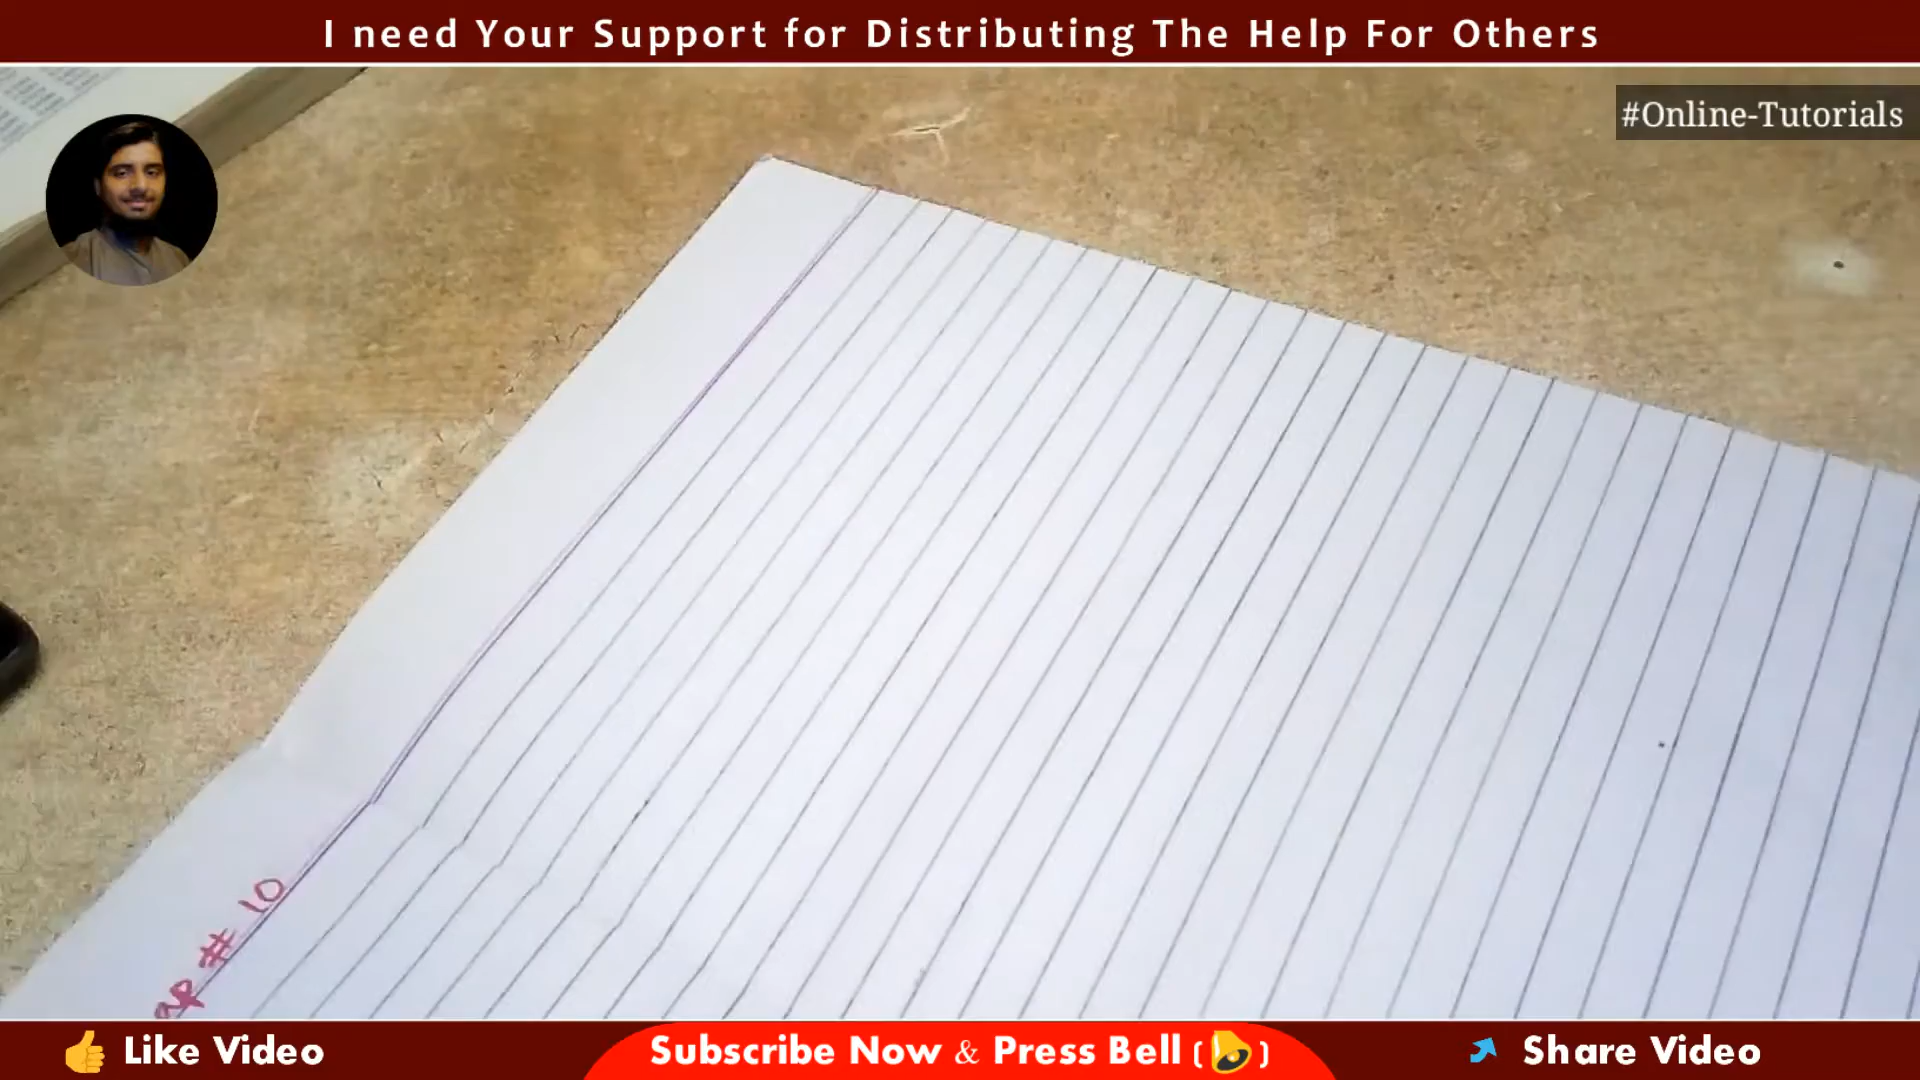 I need Your Support for Distributing The Help For Others
#Online-Tutorials
# 10
Like Video
Subscribe Now & Press Bell ( )
Share Video